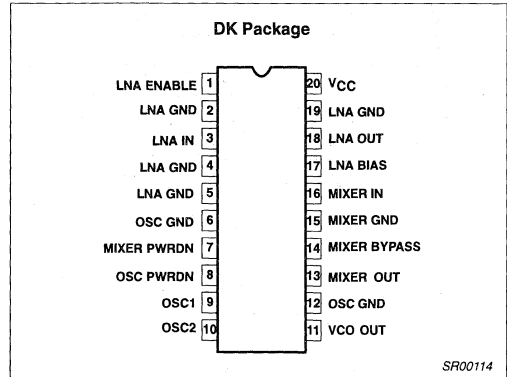 DK Package
LNA ENABLE 1 20 VCC
LNA GND 2 19 LNA GND
LNA IN 3 18 LNA OUT
LNA GND 4 17 LNA BIAS
LNA GND 5 16 MIXER IN
OSC GND 6 15 MIXER GND
MIXER PWRDN 7 14 MIXER BYPASS
OSC PWRDN 8 13 MIXER OUT
OSC1 9 12 OSC GND
OSC2 10 11 VCO OUT
SR00114